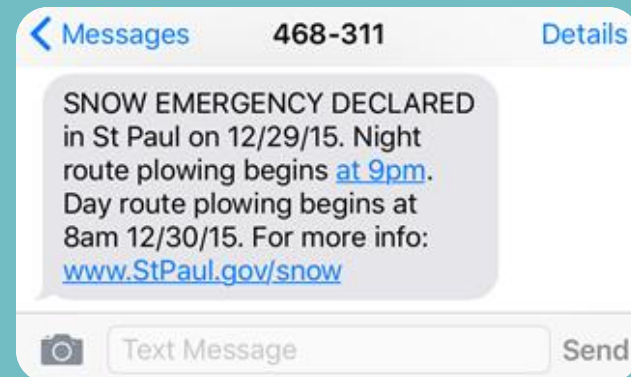 Messages 468-311 Details
SNOW EMERGENCY DECLARED
in St Paul on 12/29/15. Night
route plowing begins at 9pm.
Day route plowing begins at
8am 12/30/15. For more info:
www.StPaul.gov/snow
Text Message Send